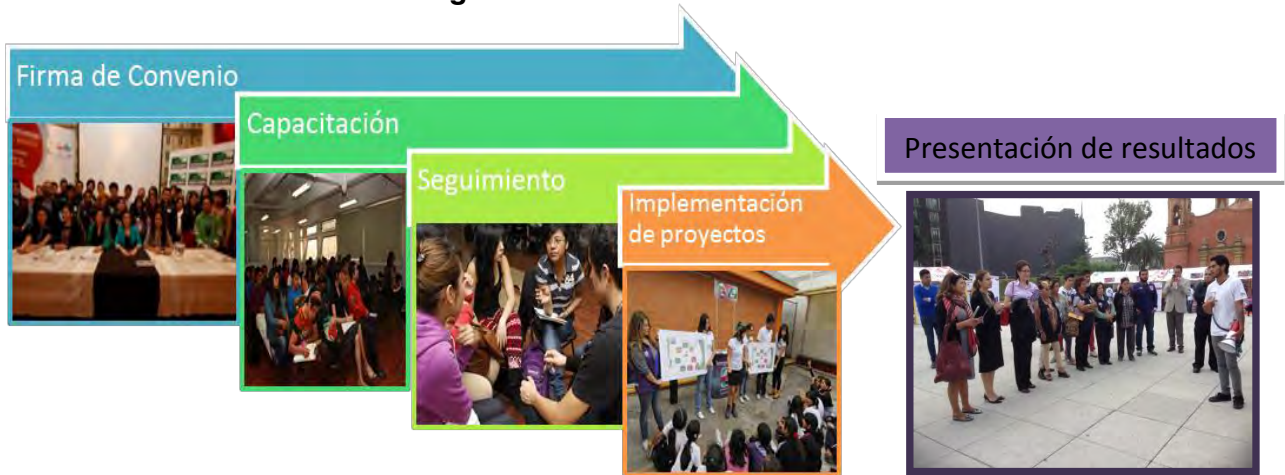 Firma de Convenio
Capacitación
Seguimiento
Implementación
de proyectos
Presentación de resultados